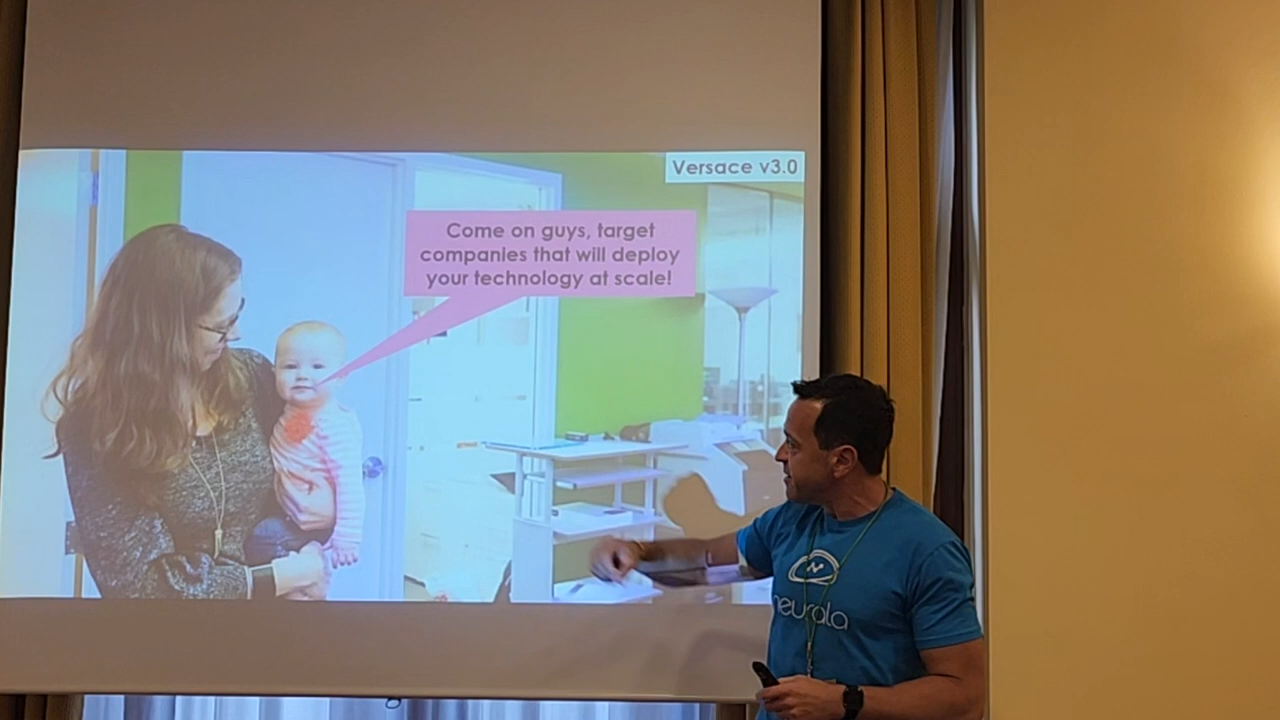 Versace v3.0
Come on guys, target
companies that will deploy
your technology at scale!
neurala